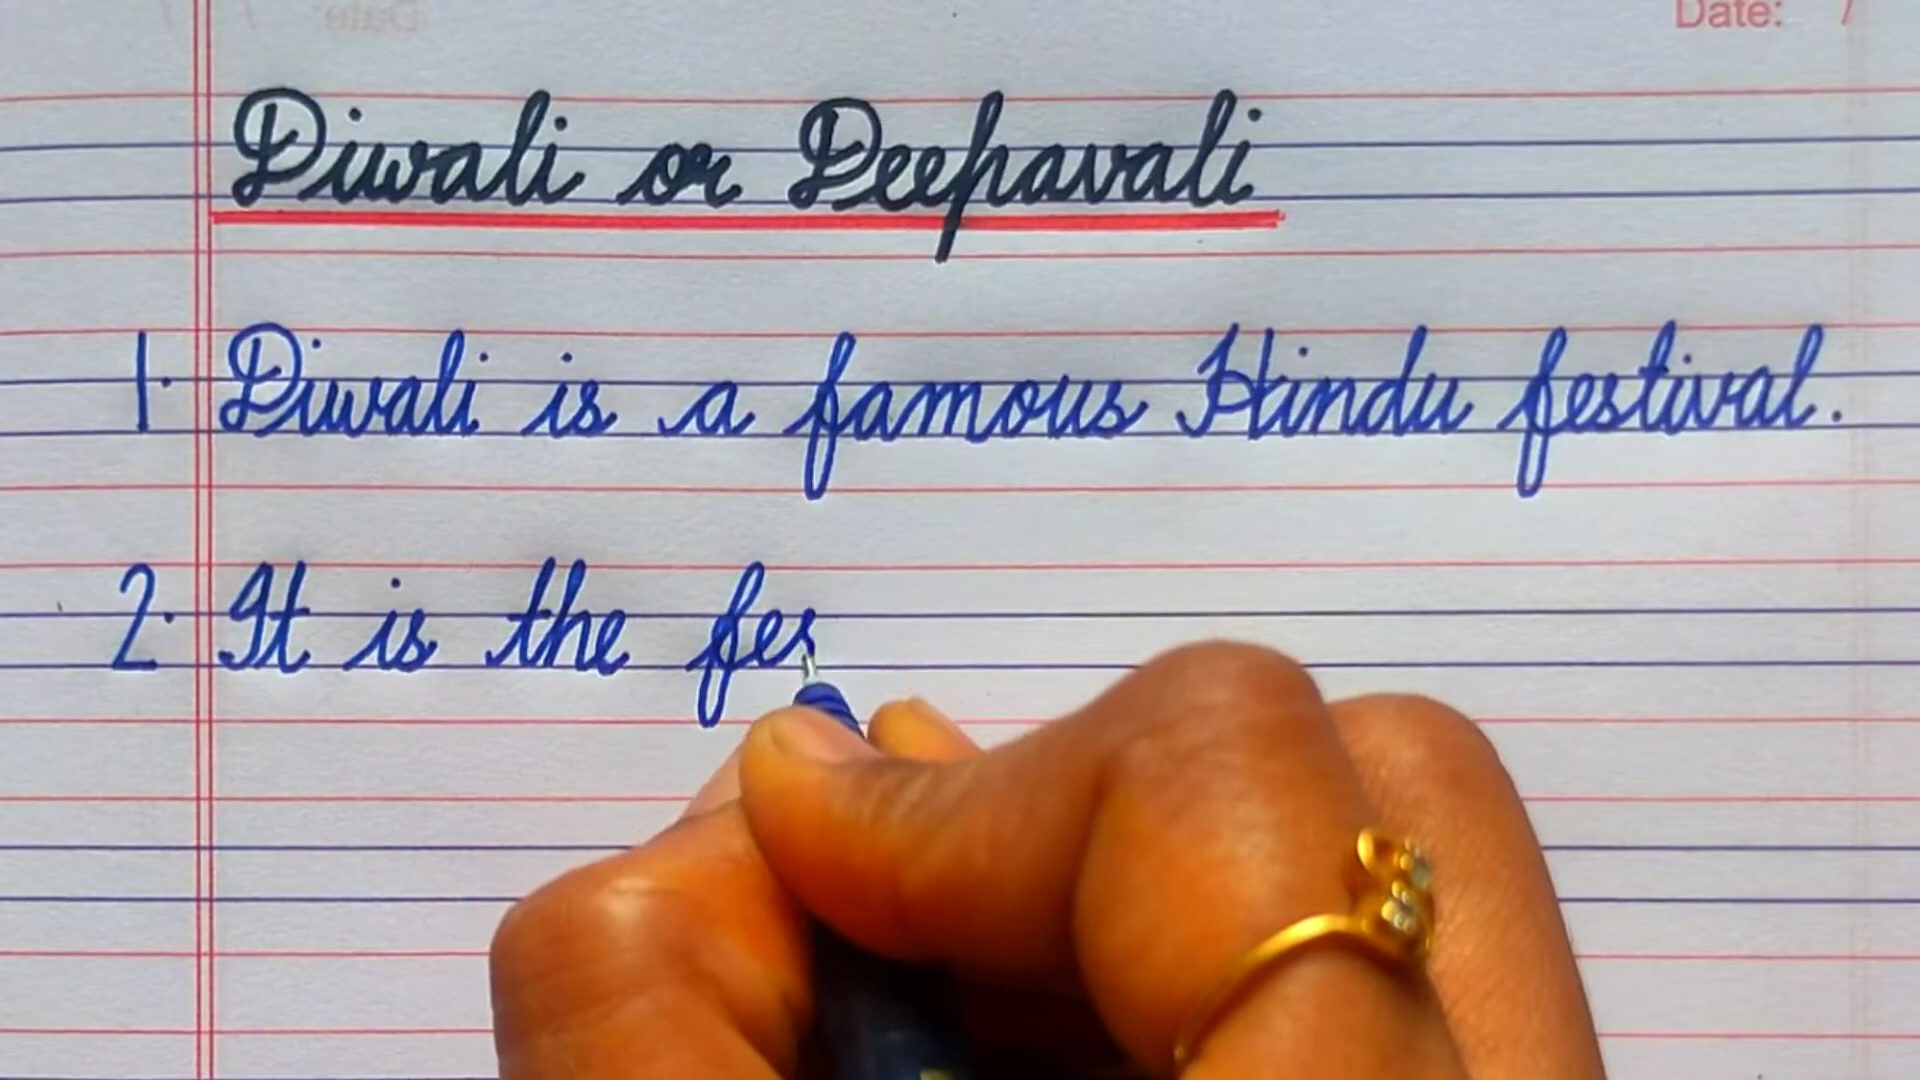 Date: /
Diwali or Deepavali
1. Diwali is a famous Hindu festival.
2. It is the fes